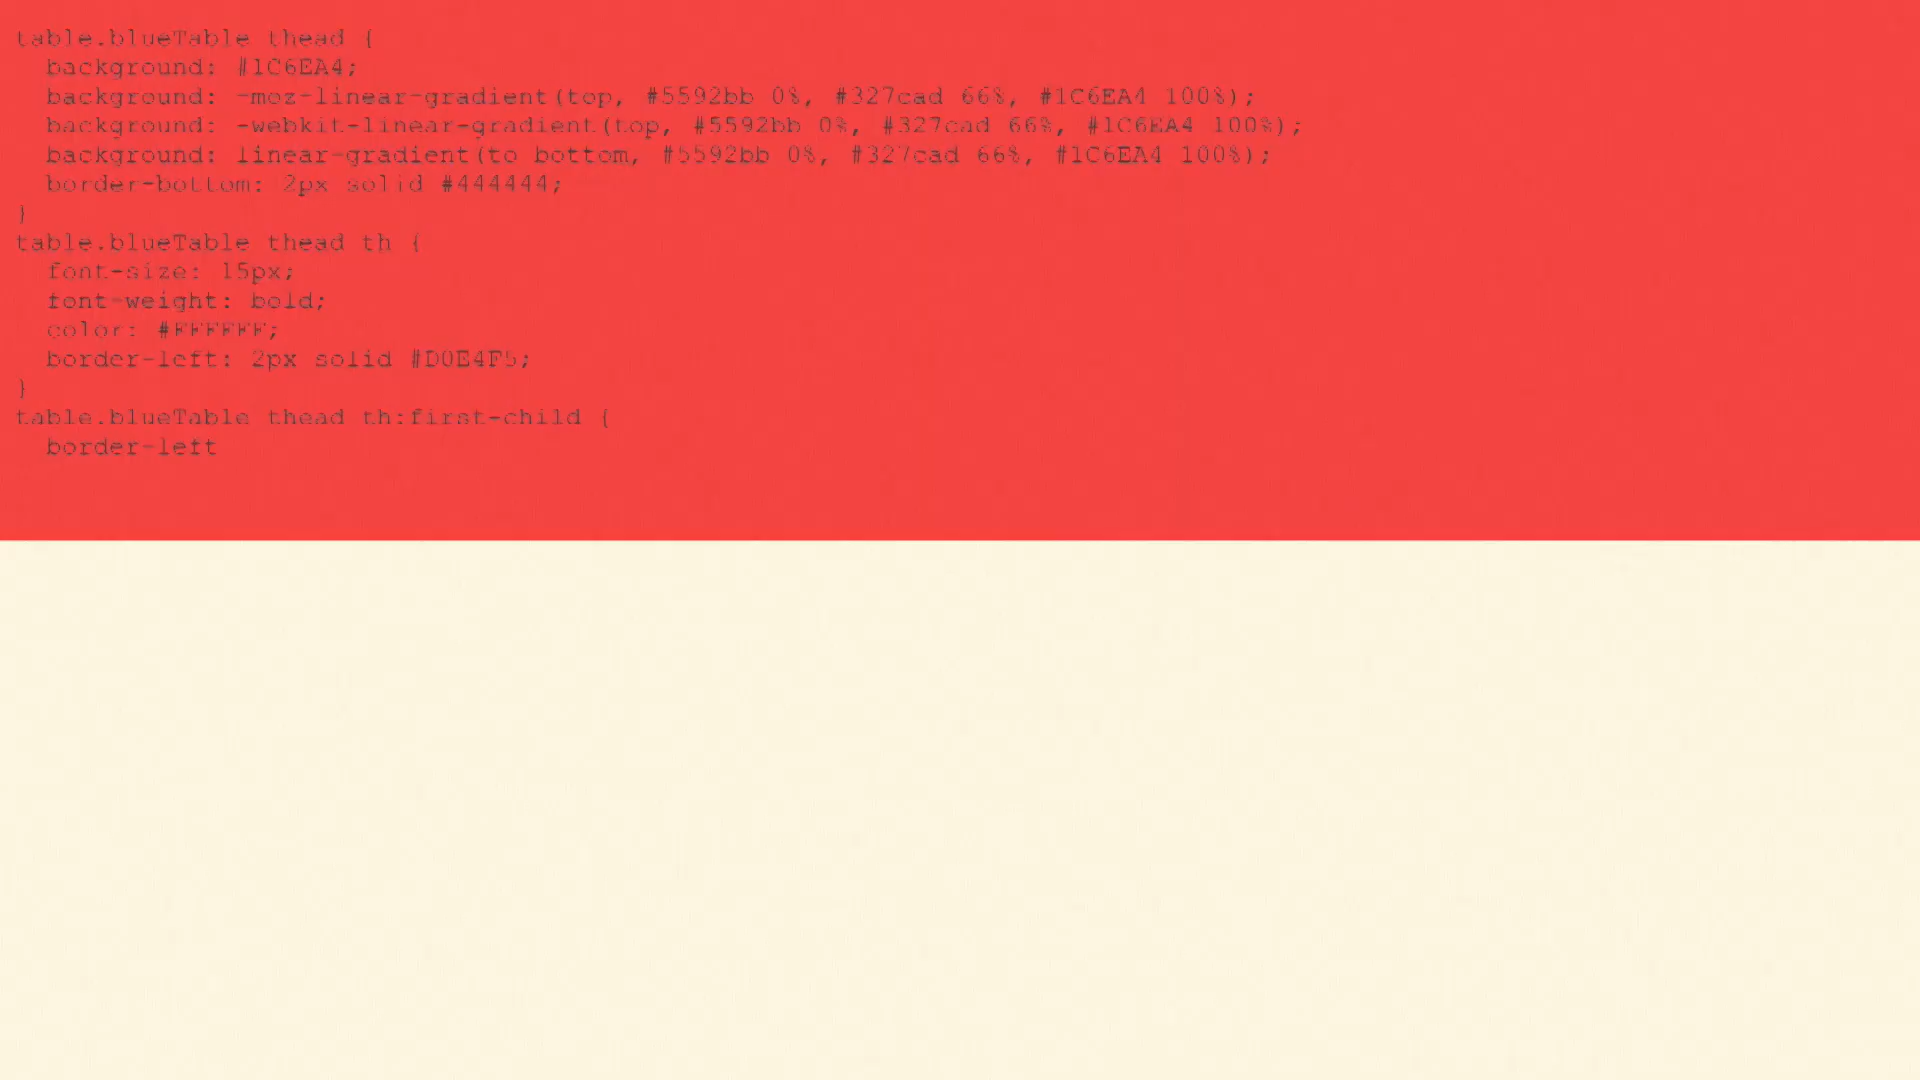 table.blueTable thead {
  background: #1C6EA4;
  background: -moz-linear-gradient(top, #5592bb 0%, #327cad 66%, #1C6EA4 100%);
  background: -webkit-linear-gradient(top, #5592bb 0%, #327cad 66%, #1C6EA4 100%);
  background: linear-gradient(to bottom, #5592bb 0%, #327cad 66%, #1C6EA4 100%);
  border-bottom: 2px solid #444444;
}
table.blueTable thead th {
  font-size: 15px;
  font-weight: bold;
  color: #FFFFFF;
  border-left: 2px solid #D0E4F5;
}
table.blueTable thead th:first-child {
  border-left